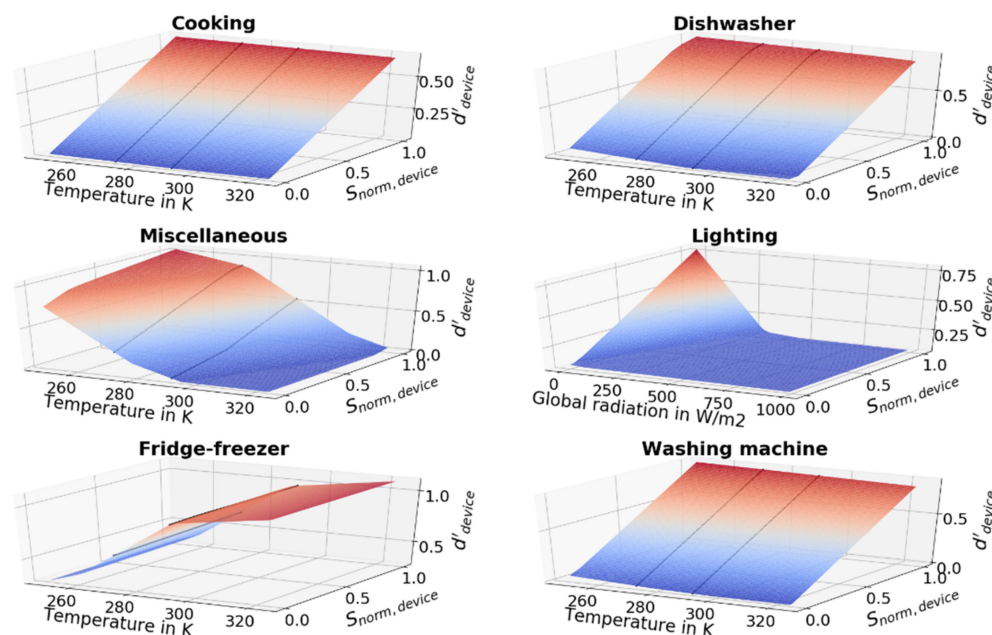 Cooking
0.50
0.25
d'device
1.0
0.5
0.0
Snorm, device
260
280
300
320
Temperature in K
Dishwasher
0.5
0.0
d'device
1.0
0.5
0.0
Snorm, device
260
280
300
320
Temperature in K
Miscellaneous
1.0
0.5
0.0
d'device
1.0
0.5
0.0
Snorm, device
260
280
300
320
Temperature in K
Lighting
0.75
0.50
0.25
d'device
1.0
0.5
0.0
Snorm, device
0
250
500
750
1000
Global radiation in W/m2
Fridge-freezer
1.0
0.5
d'device
1.0
0.5
0.0
Snorm, device
260
280
300
320
Temperature in K
Washing machine
0.5
0.0
d'device
1.0
0.5
0.0
Snorm, device
260
280
300
320
Temperature in K